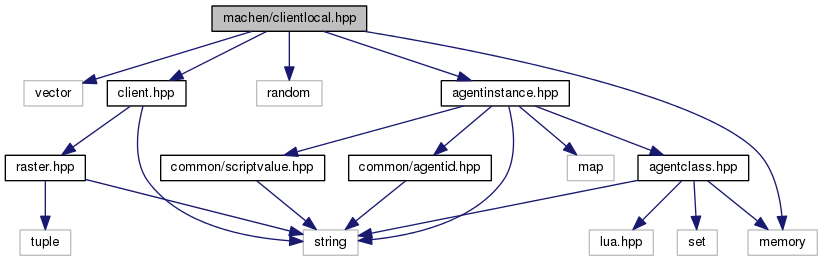 machen/clientlocal.hpp
vector
client.hpp
random
agentinstance.hpp
raster.hpp
common/scriptvalue.hpp
common/agentid.hpp
map
agentclass.hpp
tuple
string
lua.hpp
set
memory